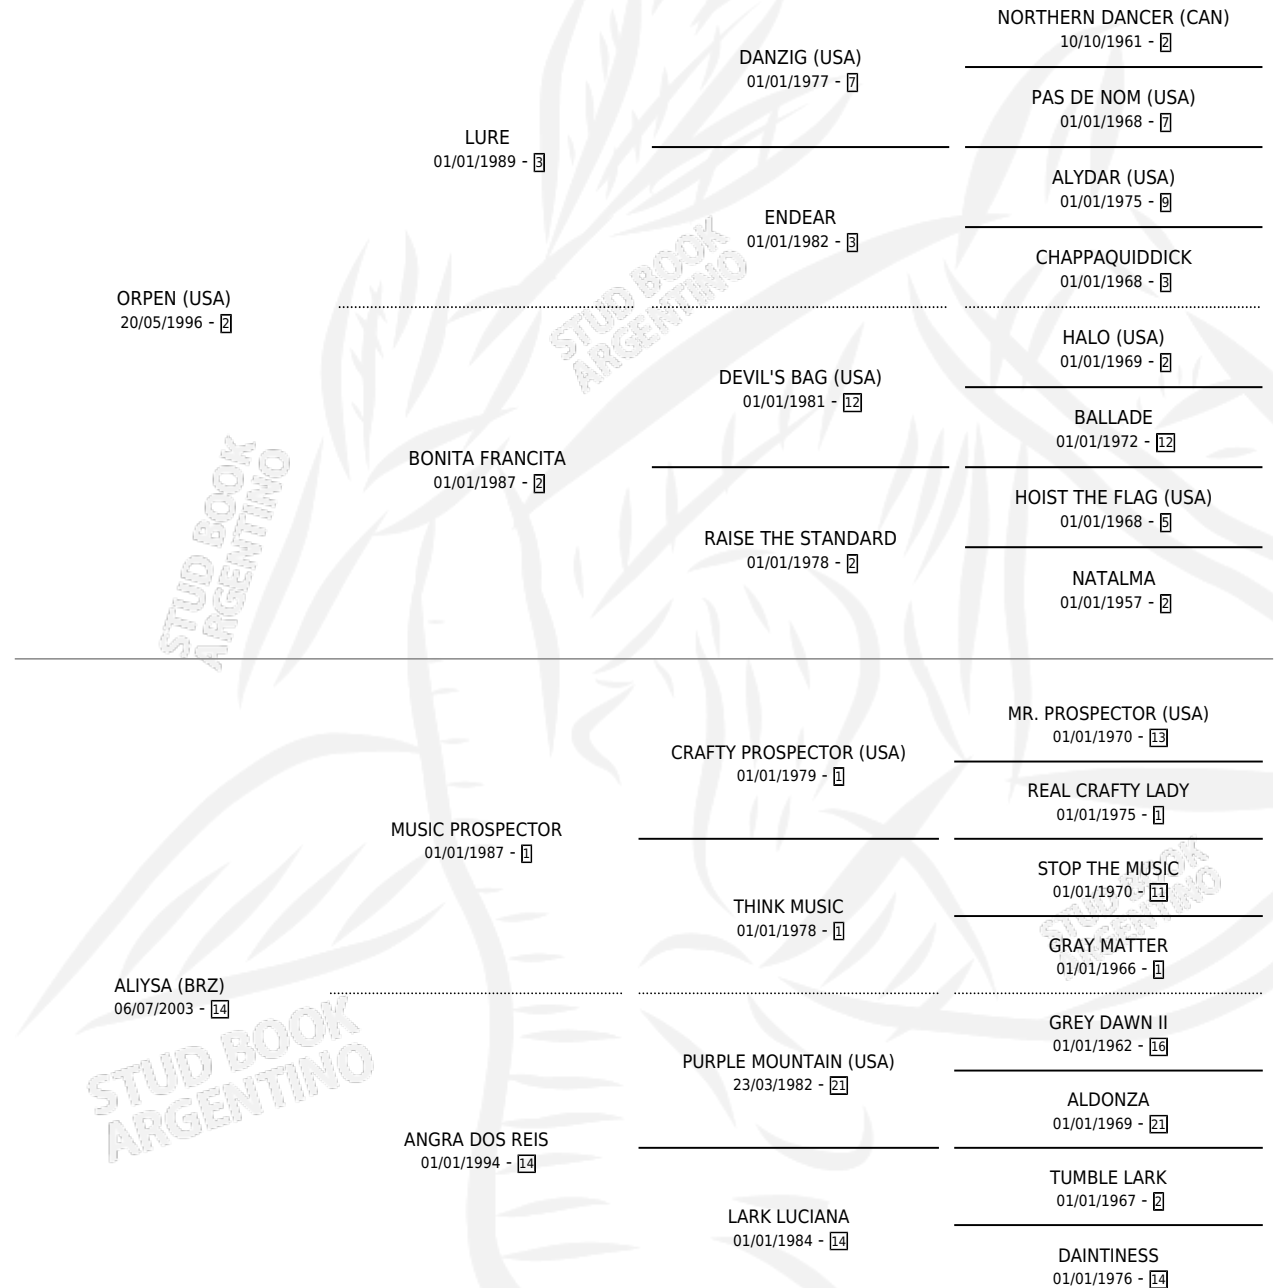 NORTHERN DANCER (CAN)
10/10/1961 - 2
DANZIG (USA)
01/01/1977 - 7
PAS DE NOM (USA)
01/01/1968 - 7
LURE
01/01/1989 - 3
ALYDAR (USA)
01/01/1975 - 9
ENDEAR
01/01/1982 - 3
CHAPPAQUIDDICK
01/01/1968 - 3
ORPEN (USA)
20/05/1996 - 2
STUD BOOK
ARGENTINO
HALO (USA)
01/01/1969 - 2
DEVIL'S BAG (USA)
01/01/1981 - 12
BALLADE
01/01/1972 - 12
BONITA FRANCITA
01/01/1987 - 2
HOIST THE FLAG (USA)
01/01/1968 - 5
RAISE THE STANDARD
01/01/1978 - 2
NATALMA
01/01/1957 - 2
STUD BOOK
ARGENTINO
MR. PROSPECTOR (USA)
01/01/1970 - 13
CRAFTY PROSPECTOR (USA)
01/01/1979 - 1
REAL CRAFTY LADY
01/01/1975 - 1
MUSIC PROSPECTOR
01/01/1987 - 1
STOP THE MUSIC
01/01/1970 - 11
THINK MUSIC
01/01/1978 - 1
GRAY MATTER
01/01/1966 - 1
STUD BOOK
ARGENTINO
ALIYSA (BRZ)
06/07/2003 - 14
GREY DAWN II
01/01/1962 - 16
PURPLE MOUNTAIN (USA)
23/03/1982 - 21
ALDONZA
01/01/1969 - 21
STUD BOOK
ARGENTINO
ANGRA DOS REIS
01/01/1994 - 14
TUMBLE LARK
01/01/1967 - 2
LARK LUCIANA
01/01/1984 - 14
DAINTINESS
01/01/1976 - 14